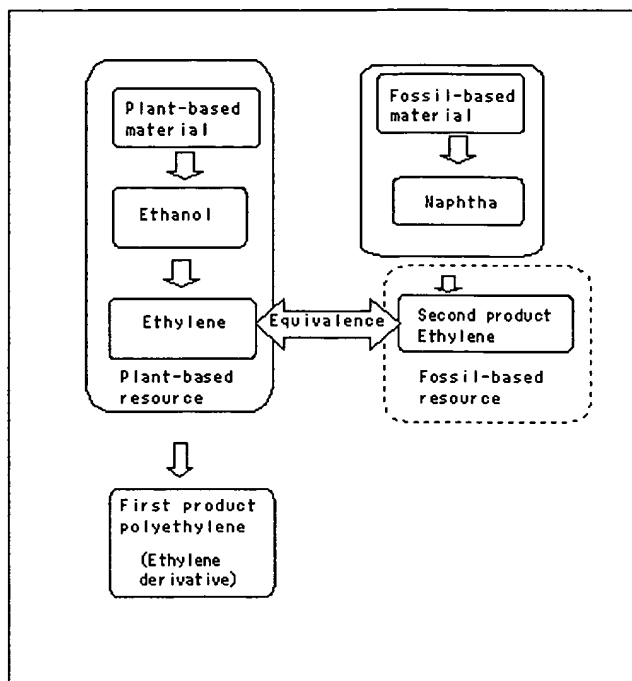 Plant-based
material
Ethanol
Ethylene
Plant-based
resource
First product
polyethylene
(Ethylene
derivative)
Equivalence
Fossil-based
material
Naphtha
Second product
Ethylene
Fossil-based
resource